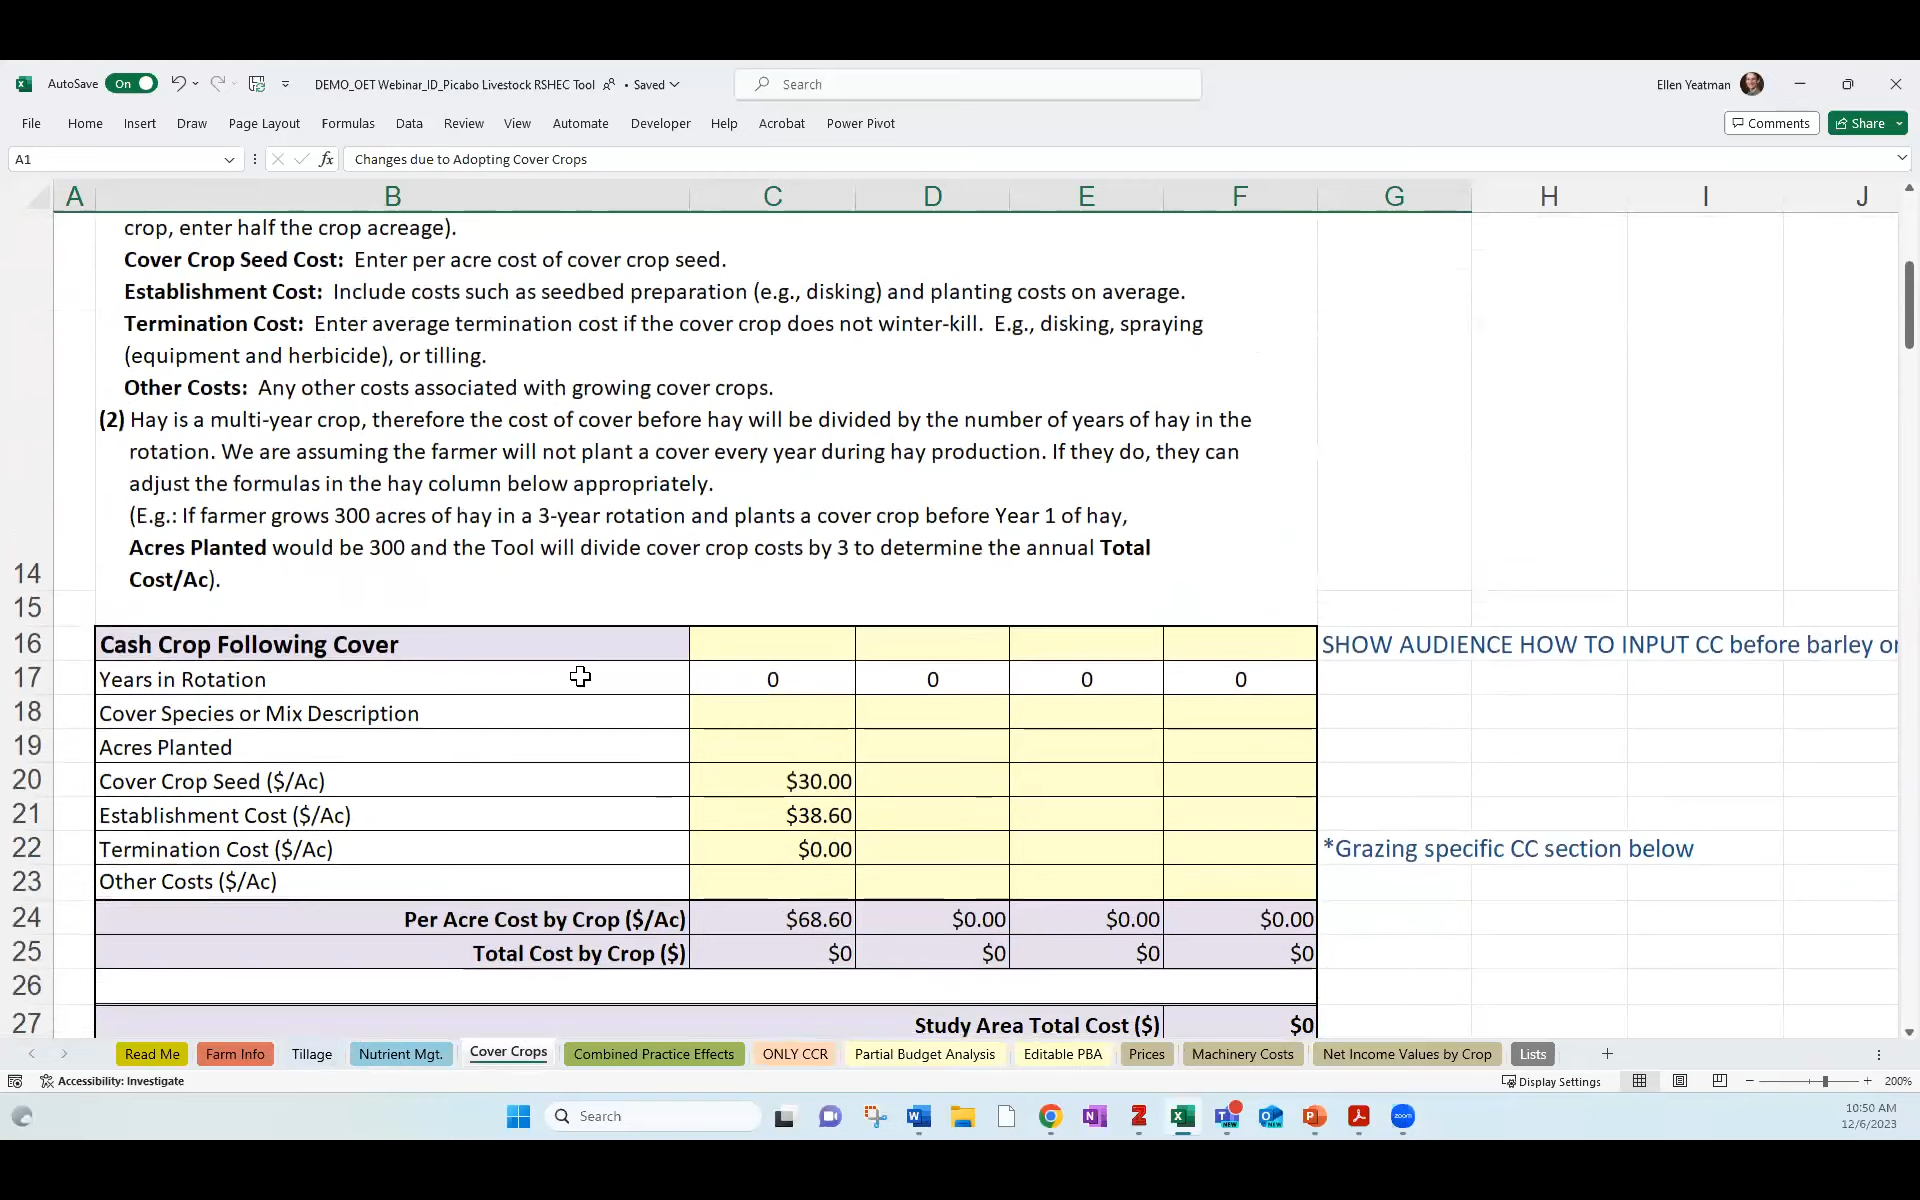 AutoSave On DEMO_OET Webinar_ID_Picabo Livestock RSHEC Tool • Saved Search Ellen Yeatman
File Home Insert Draw Page Layout Formulas Data Review View Automate Developer Help Acrobat Power Pivot Comments Share
A1 fx Changes due to Adopting Cover Crops
A B C D E F G H I J
crop, enter half the crop acreage).
Cover Crop Seed Cost: Enter per acre cost of cover crop seed.
Establishment Cost: Include costs such as seedbed preparation (e.g., disking) and planting costs on average.
Termination Cost: Enter average termination cost if the cover crop does not winter-kill. E.g., disking, spraying
(equipment and herbicide), or tilling.
Other Costs: Any other costs associated with growing cover crops.
(2) Hay is a multi-year crop, therefore the cost of cover before hay will be divided by the number of years of hay in the
rotation. We are assuming the farmer will not plant a cover every year during hay production. If they do, they can
adjust the formulas in the hay column below appropriately.
(E.g.: If farmer grows 300 acres of hay in a 3-year rotation and plants a cover crop before Year 1 of hay,
Acres Planted would be 300 and the Tool will divide cover crop costs by 3 to determine the annual Total
14 Cost/Ac).
15
16 Cash Crop Following Cover SHOW AUDIENCE HOW TO INPUT CC before barley or
17 Years in Rotation 0 0 0 0
18 Cover Species or Mix Description
19 Acres Planted
20 Cover Crop Seed ($/Ac) $30.00
21 Establishment Cost ($/Ac) $38.60
22 Termination Cost ($/Ac) $0.00 *Grazing specific CC section below
23 Other Costs ($/Ac)
24 Per Acre Cost by Crop ($/Ac) $68.60 $0.00 $0.00 $0.00
25 Total Cost by Crop ($) $0 $0 $0 $0
26
27 Study Area Total Cost ($) $0
Read Me Farm Info Tillage Nutrient Mgt. Cover Crops Combined Practice Effects ONLY CCR Partial Budget Analysis Editable PBA Prices Machinery Costs Net Income Values by Crop Lists
Accessibility: Investigate Display Settings 200%
Search
10:50 AM
12/6/2023